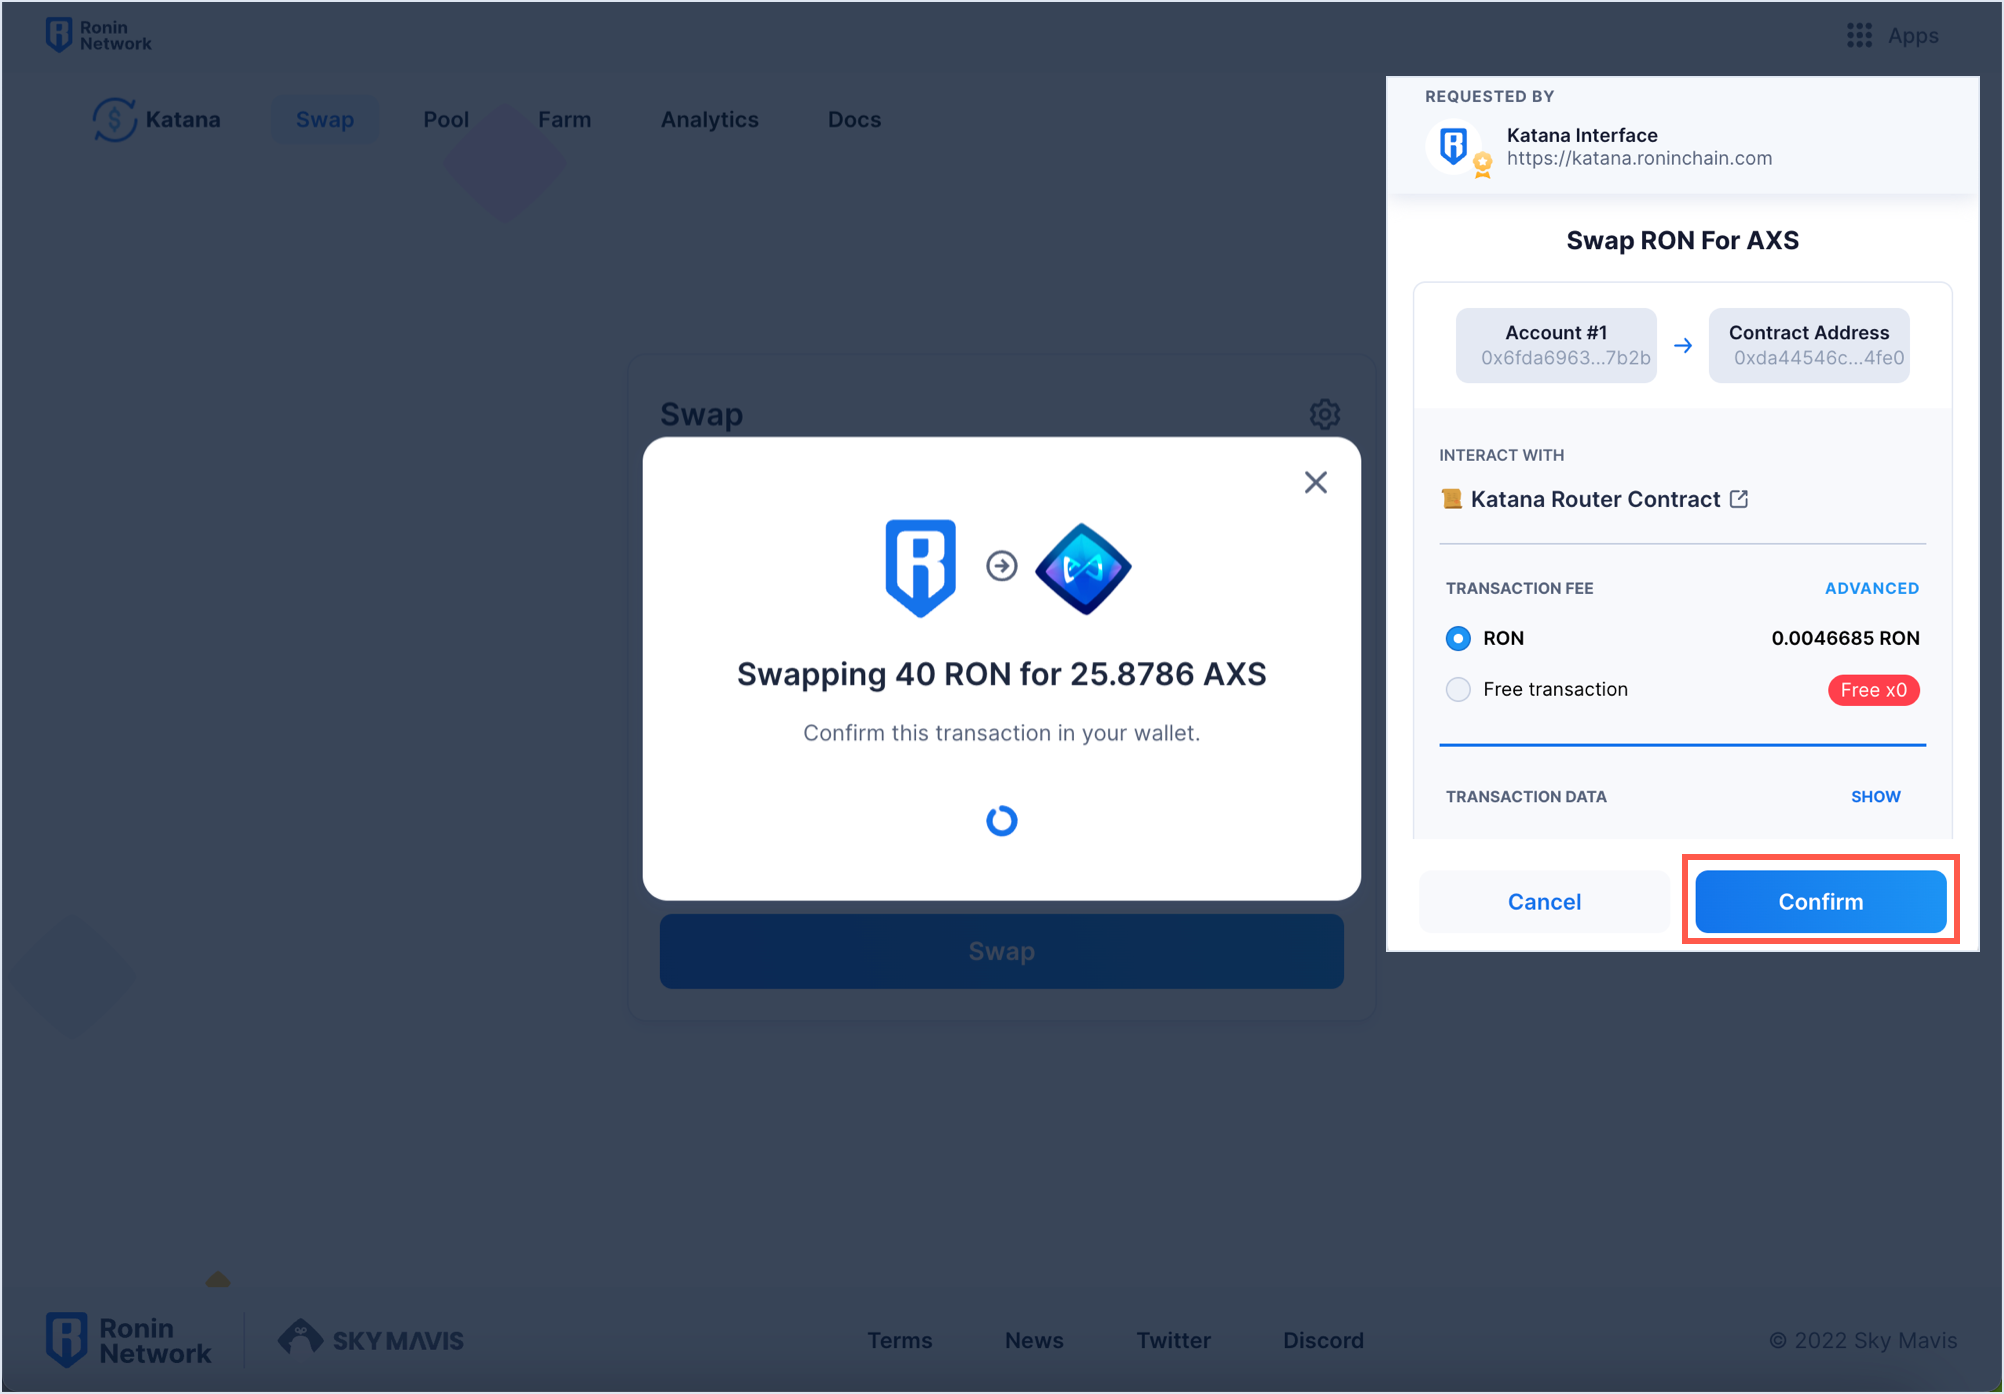 Ronin
Network
Apps
Katana
Swap
Pool
Farm
Analytics
Docs
REQUESTED BY
Katana Interface
https://katana.roninchain.com
Swap RON For AXS
Account #1
0x6fda6963...7b2b
Contract Address
0xda44546c...4fe0
INTERACT WITH
Katana Router Contract
TRANSACTION FEE
ADVANCED
RON
0.0046685 RON
Free transaction
Free x0
TRANSACTION DATA
SHOW
Cancel
Confirm
Swap
Swapping 40 RON for 25.8786 AXS
Confirm this transaction in your wallet.
Swap
Ronin
Network
SKY MAVIS
Terms
News
Twitter
Discord
© 2022 Sky Mavis